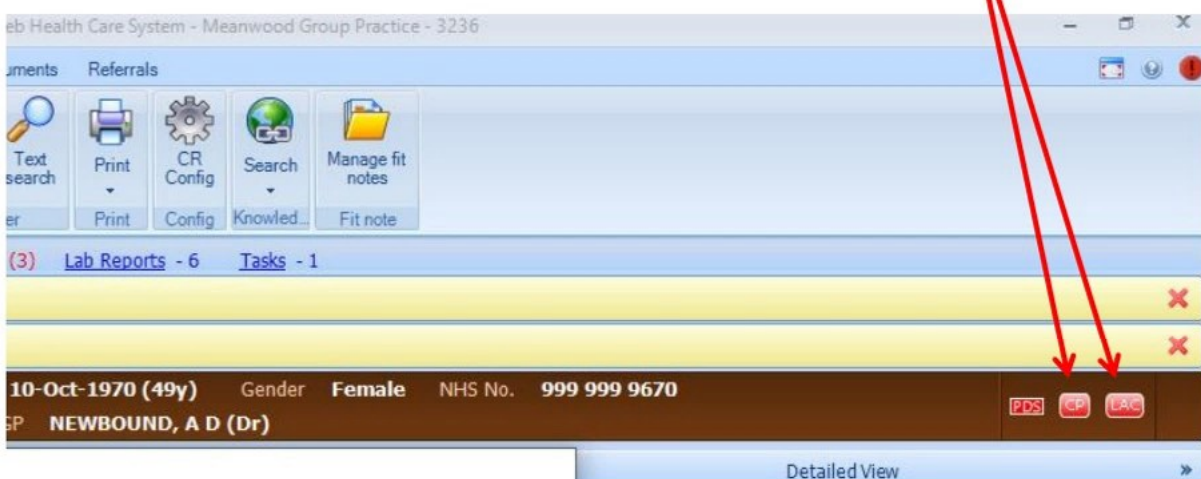 eb Health Care System - Meanwood Group Practice - 3236
uments Referrals
Text search
Print
CR Config
Search
Manage fit notes
er Print Config Knowled... Fit note
(3) Lab Reports - 6 Tasks - 1
10-Oct-1970 (49y) Gender Female NHS No. 999 999 9670 PDS CP LAC
GP NEWBOUND, A D (Dr)
Detailed View »